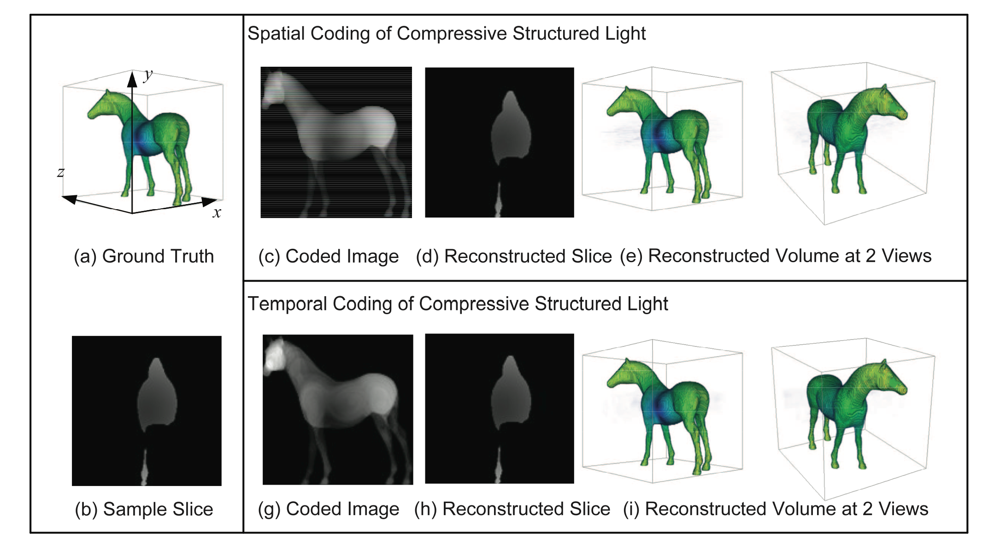 y
z
x
(a) Ground Truth
(b) Sample Slice
Spatial Coding of Compressive Structured Light
(c) Coded Image
(d) Reconstructed Slice
(e) Reconstructed Volume at 2 Views
Temporal Coding of Compressive Structured Light
(g) Coded Image
(h) Reconstructed Slice
(i) Reconstructed Volume at 2 Views